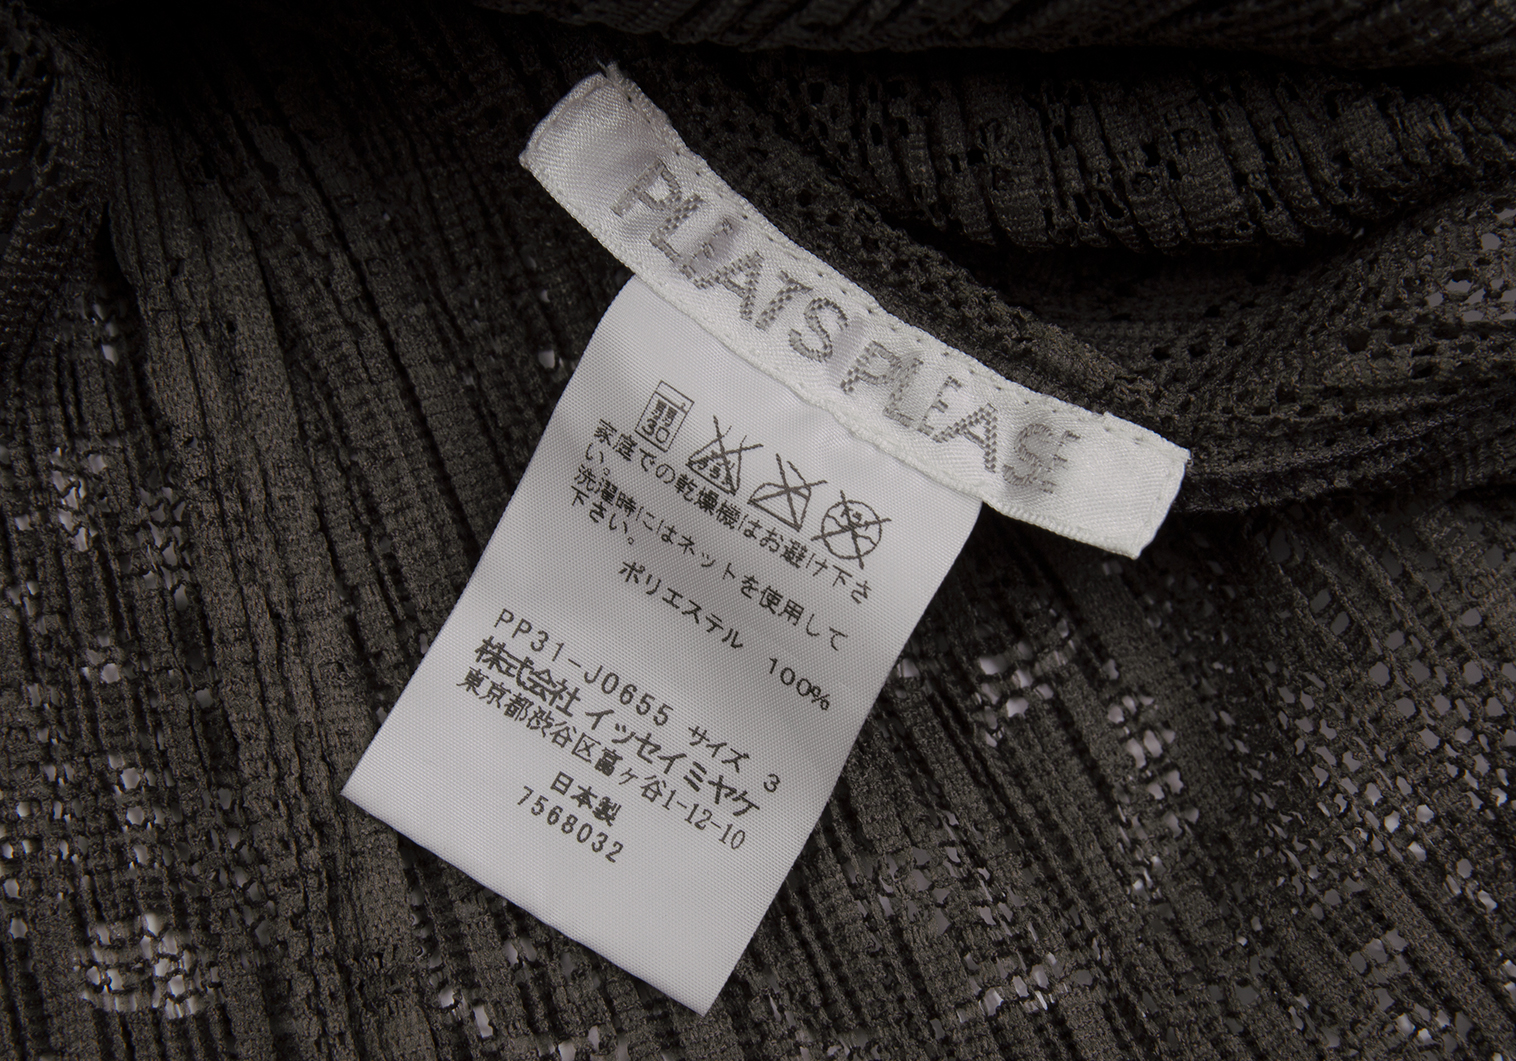 PLEATS PLEASE
家庭での乾燥機はお避け下さ
い。
洗濯時にはネットを使用して
下さい。
ポリエステル 100%
PP31-J0655 サイズ 3
株式会社 イッセイミヤケ
東京都渋谷区富ヶ谷1-12-10
日本製
7568032